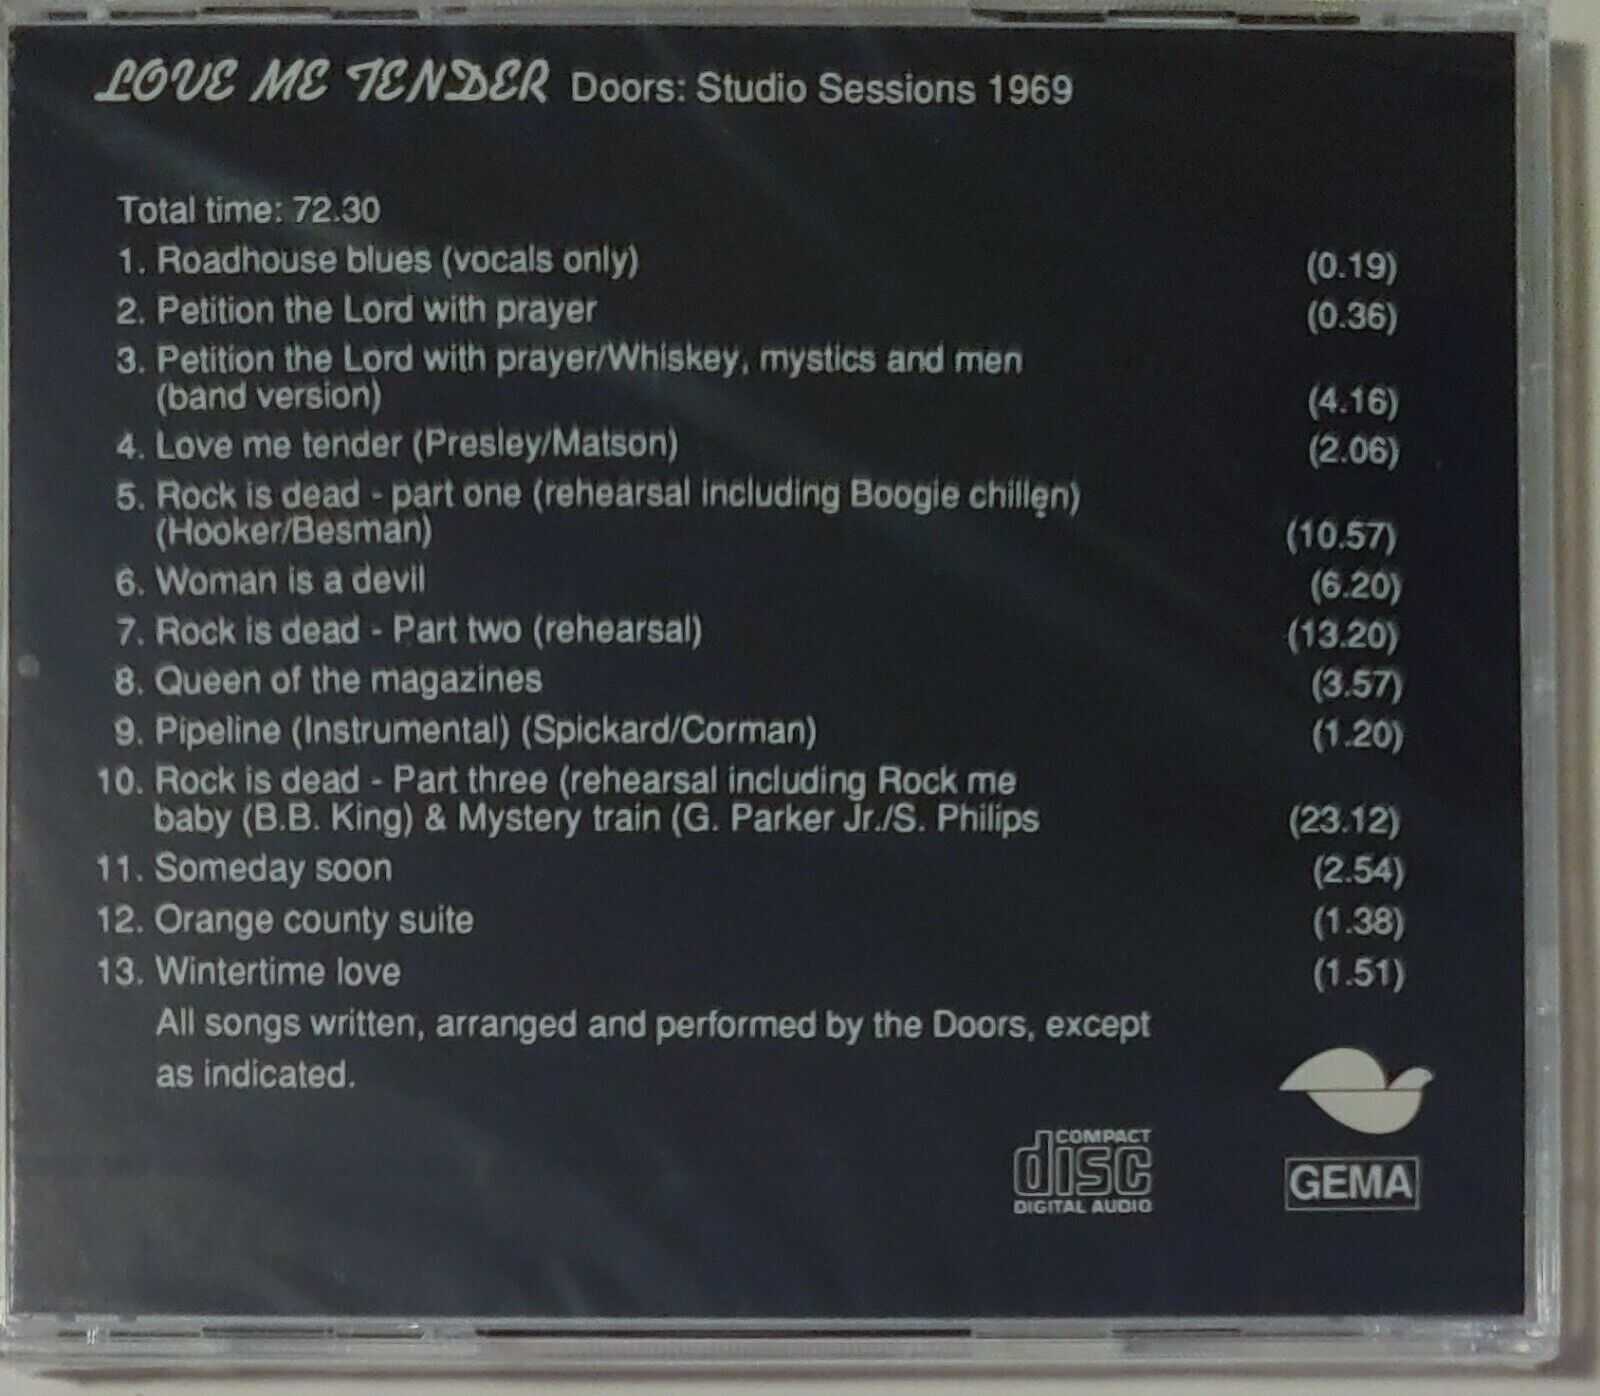 LOVE ME TENDER Doors: Studio Sessions 1969
Total time: 72.30
1. Roadhouse blues (vocals only) (0.19)
2. Petition the Lord with prayer (0.36)
3. Petition the Lord with prayer/Whiskey, mystics and men
(band version) (4.16)
4. Love me tender (Presley/Matson) (2.06)
5. Rock is dead - part one (rehearsal including Boogie chillen)
(Hooker/Besman) (10.57)
6. Woman is a devil (6.20)
7. Rock is dead - Part two (rehearsal) (13.20)
8. Queen of the magazines (3.57)
9. Pipeline (Instrumental) (Spickard/Corman) (1.20)
10. Rock is dead - Part three (rehearsal including Rock me
baby (B.B. King) & Mystery train (G. Parker Jr./S. Philips (23.12)
11. Someday soon (2.54)
12. Orange county suite (1.38)
13. Wintertime love (1.51)
All songs written, arranged and performed by the Doors, except
as indicated.
COMPACT
disc
DIGITAL AUDIO
GEMA